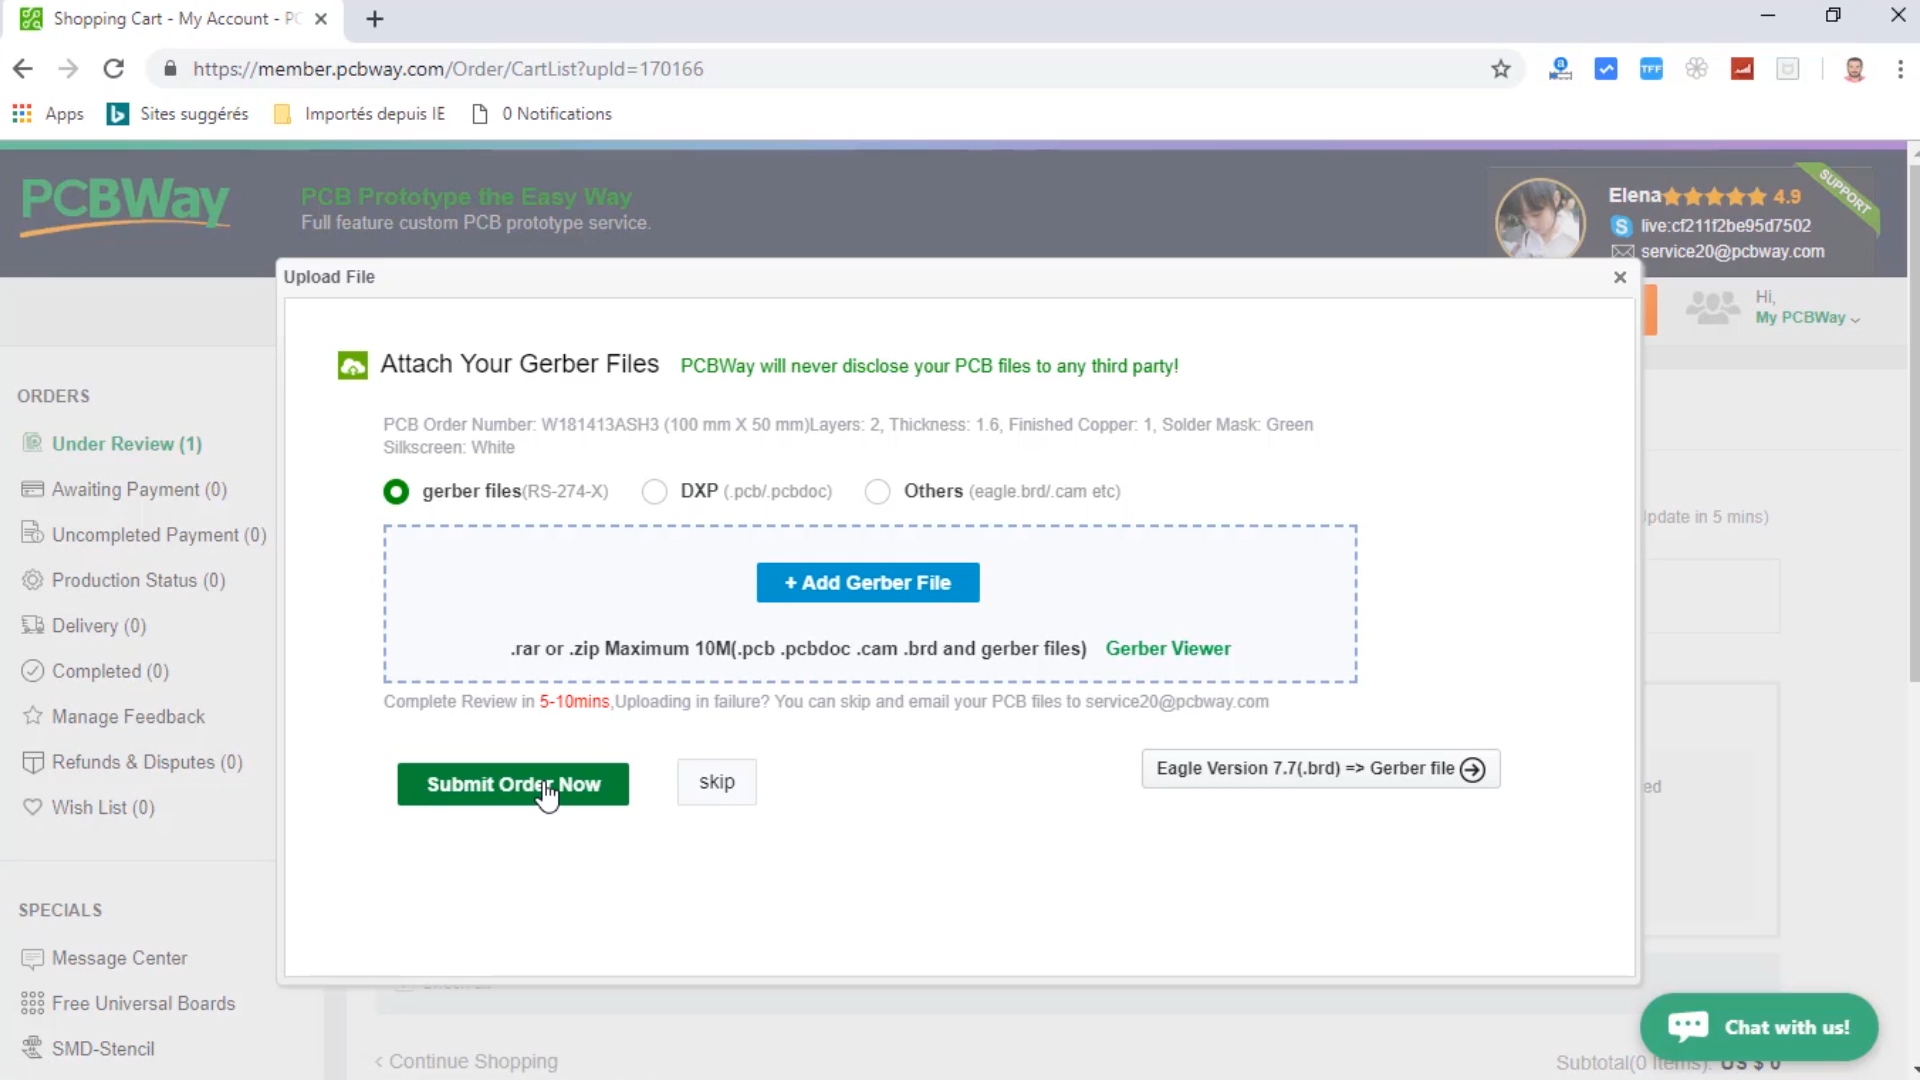 Shopping Cart - My Account - PC
https://member.pcbway.com/Order/CartList?upId=170166
Apps
Sites suggérés
Importés depuis IE
0 Notifications
PCBWay
PCB Prototype the Easy Way
Full feature custom PCB prototype service.
Elena
4.9
SUPPORT
live:cf211f2be95d7502
service20@pcbway.com
Hi,
My PCBWay
Upload File
Attach Your Gerber Files
PCBWay will never disclose your PCB files to any third party!
PCB Order Number: W181413ASH3 (100 mm X 50 mm)Layers: 2, Thickness: 1.6, Finished Copper: 1, Solder Mask: Green
Silkscreen: White
gerber files(RS-274-X)
DXP (.pcb/.pcbdoc)
Others (eagle.brd/.cam etc)
+ Add Gerber File
.rar or .zip Maximum 10M(.pcb .pcbdoc .cam .brd and gerber files)
Gerber Viewer
Complete Review in 5-10mins,Uploading in failure? You can skip and email your PCB files to service20@pcbway.com
Submit Order Now
skip
Eagle Version 7.7(.brd) => Gerber file
ORDERS
Under Review (1)
Awaiting Payment (0)
Uncompleted Payment (0)
Production Status (0)
Delivery (0)
Completed (0)
Manage Feedback
Refunds & Disputes (0)
Wish List (0)
SPECIALS
Message Center
Free Universal Boards
SMD-Stencil
pdate in 5 mins)
ed
< Continue Shopping
Subtotal(0 items): US $ 0
Chat with us!
TFF